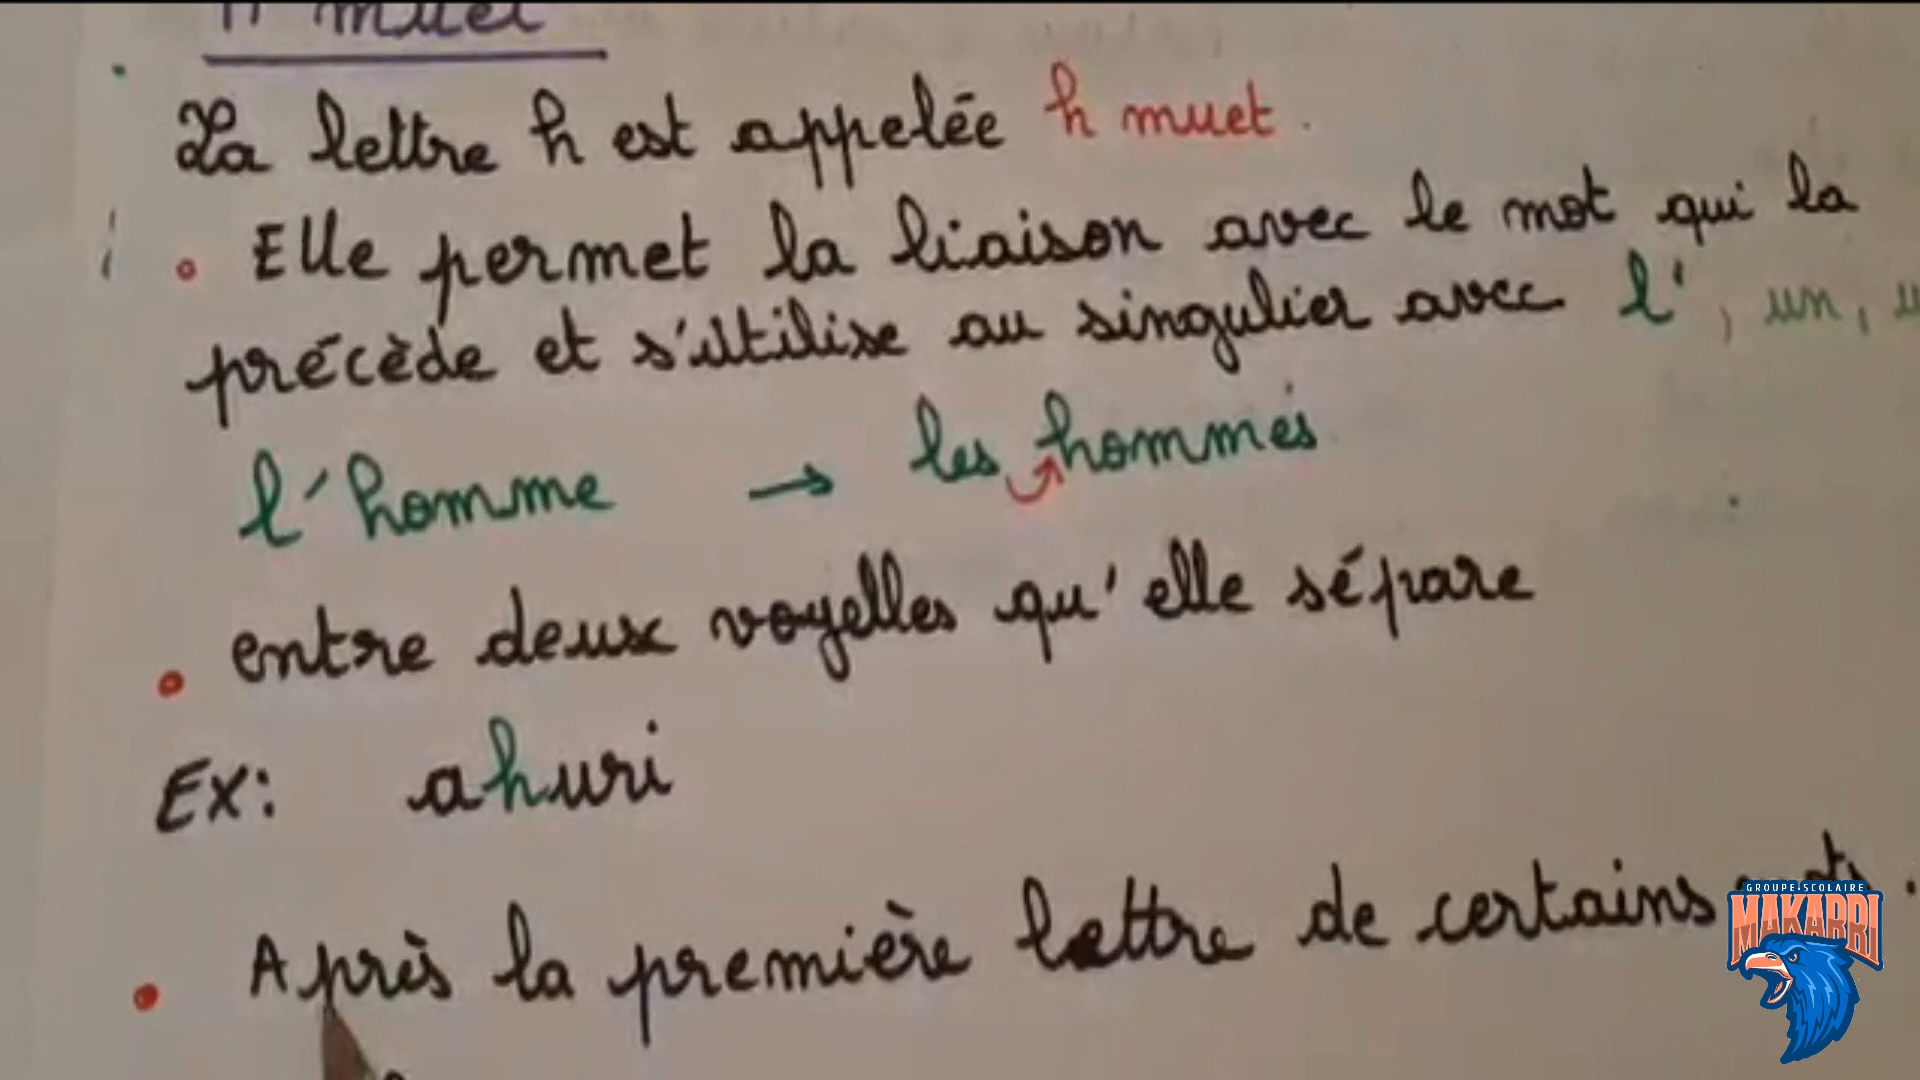 h muet
La lettre h est appelée h muet.
• Elle permet la liaison avec le mot qui la
précède et s'utilise au singulier avec l', un,
l'homme → les hommes
• entre deux voyelles qu'elle sépare
Ex: ahuri
• Après la première lettre de certains mots.
GROUPE•SCOLAIRE
MAKARRI